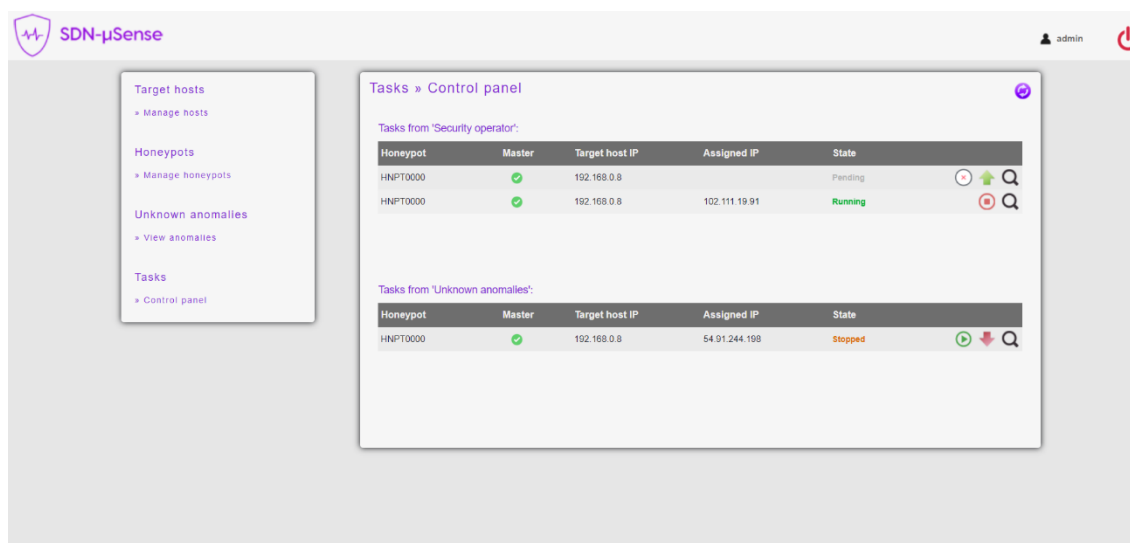 SDN-µSense
admin
Target hosts
» Manage hosts
Honeypots
» Manage honeypots
Unknown anomalies
» View anomalies
Tasks
» Control panel
Tasks » Control panel
Tasks from 'Security operator':
Honeypot Master Target host IP Assigned IP State
HNPT0000 192.168.0.8 Pending
HNPT0000 192.168.0.8 102.111.19.91 Running
Tasks from 'Unknown anomalies':
Honeypot Master Target host IP Assigned IP State
HNPT0000 192.168.0.8 54.91.244.198 Stopped